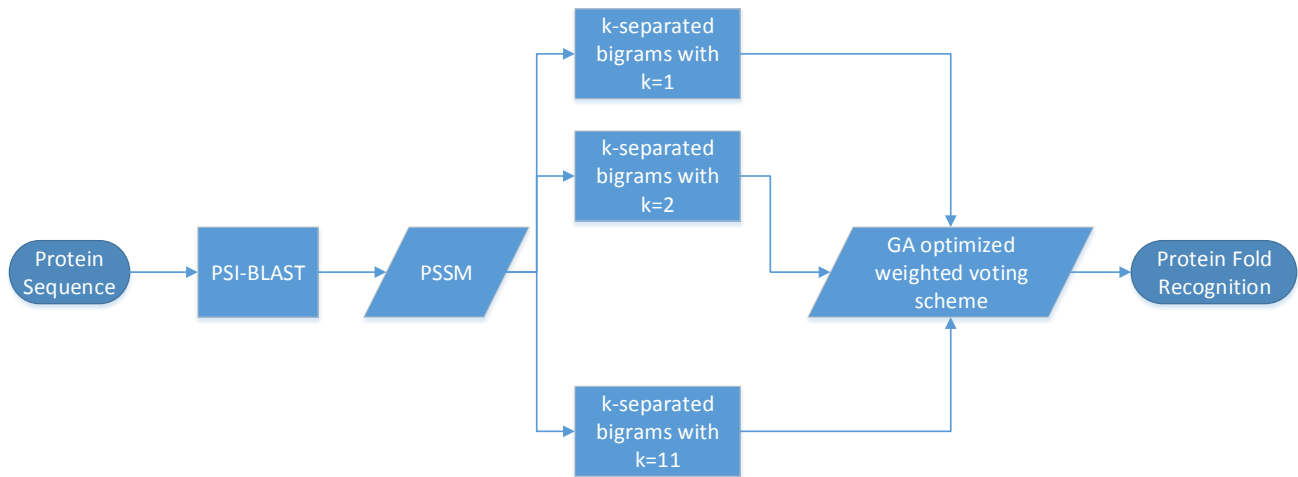 Protein
Sequence
PSI-BLAST
PSSM
k-separated
bigrams with
k=1
k-separated
bigrams with
k=2
k-separated
bigrams with
k=11
GA optimized
weighted voting
scheme
Protein Fold
Recognition